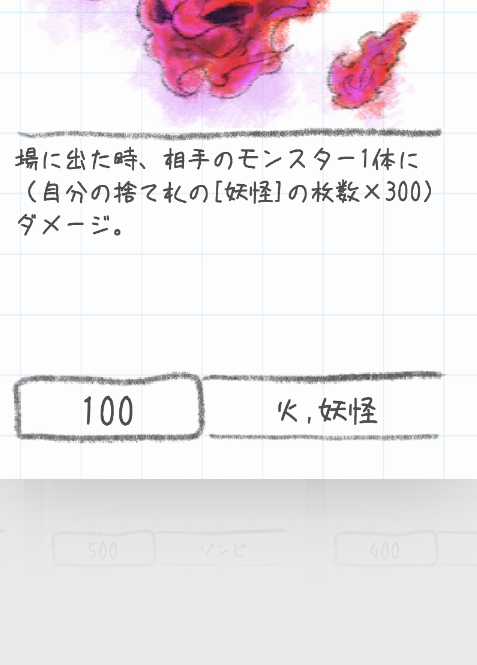 場に出た時、相手のモンスター1体に
（自分の捨て札の[妖怪]の枚数×300）
ダメージ。
100
火,妖怪
500
ゾンビ
400